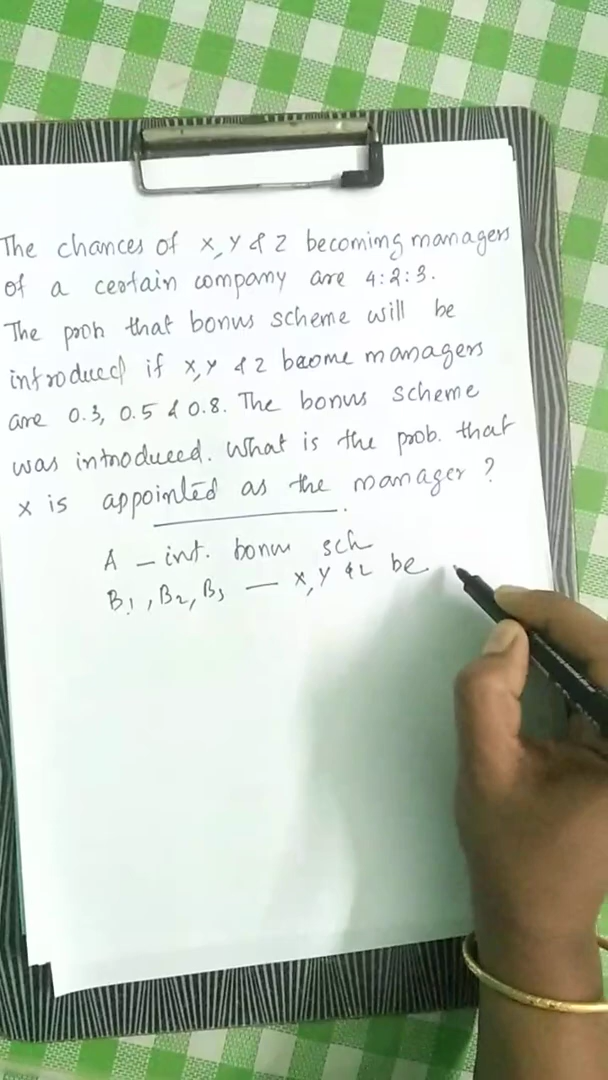 The chances of x, y & z becoming managers
of a certain company are 4:2:3.
The prob that bonus scheme will be
introduced if x, y & z become managers
are 0.3, 0.5 & 0.8. The bonus scheme
was introduced. What is the prob. that
x is appointed as the manager?
A – int. bonus sch
B1, B2, B3 — x, y & z be